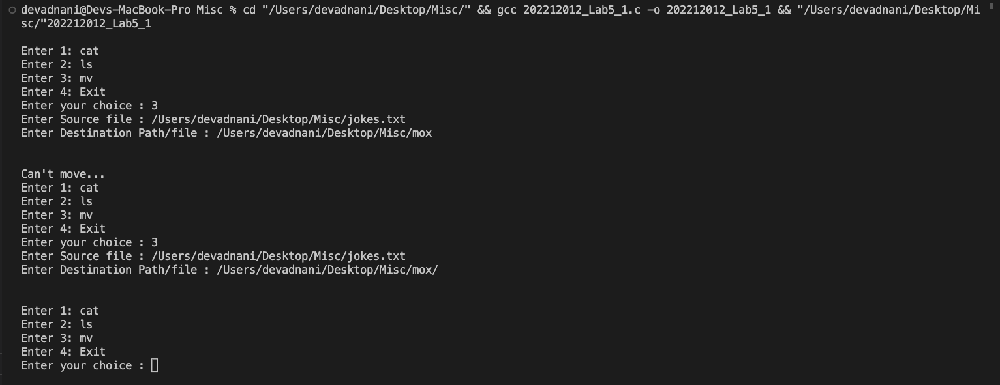 devadnani@Devs-MacBook-Pro Misc % cd "/Users/devadnani/Desktop/Misc/" && gcc 202212012_Lab5_1.c -o 202212012_Lab5_1 && "/Users/devadnani/Desktop/Mi
sc/"202212012_Lab5_1
Enter 1: cat
Enter 2: ls
Enter 3: mv
Enter 4: Exit
Enter your choice : 3
Enter Source file : /Users/devadnani/Desktop/Misc/jokes.txt
Enter Destination Path/file : /Users/devadnani/Desktop/Misc/mox
Can't move...
Enter 1: cat
Enter 2: ls
Enter 3: mv
Enter 4: Exit
Enter your choice : 3
Enter Source file : /Users/devadnani/Desktop/Misc/jokes.txt
Enter Destination Path/file : /Users/devadnani/Desktop/Misc/mox/
Enter 1: cat
Enter 2: ls
Enter 3: mv
Enter 4: Exit
Enter your choice :